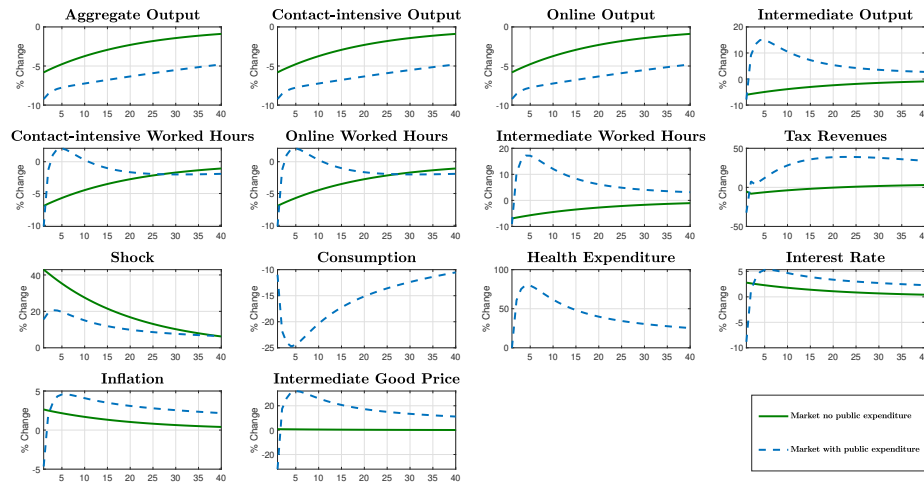 Aggregate Output
Contact-intensive Output
Online Output
Intermediate Output
% Change
0
-5
-10
5 10 15 20 25 30 35 40
% Change
0
-5
-10
5 10 15 20 25 30 35 40
% Change
0
-5
-10
5 10 15 20 25 30 35 40
% Change
20
10
0
-10
5 10 15 20 25 30 35 40
Contact-intensive Worked Hours
Online Worked Hours
Intermediate Worked Hours
Tax Revenues
% Change
0
-5
-10
5 10 15 20 25 30 35 40
% Change
0
-5
-10
5 10 15 20 25 30 35 40
% Change
20
10
0
-10
5 10 15 20 25 30 35 40
% Change
50
0
-50
5 10 15 20 25 30 35 40
Shock
Consumption
Health Expenditure
Interest Rate
% Change
40
20
0
5 10 15 20 25 30 35 40
% Change
-10
-15
-20
-25
5 10 15 20 25 30 35 40
% Change
100
50
0
5 10 15 20 25 30 35 40
% Change
5
0
-5
-10
5 10 15 20 25 30 35 40
Inflation
Intermediate Good Price
% Change
5
0
-5
5 10 15 20 25 30 35 40
% Change
20
0
20
5 10 15 20 25 30 35 40
Market no public expenditure
Market with public expenditure